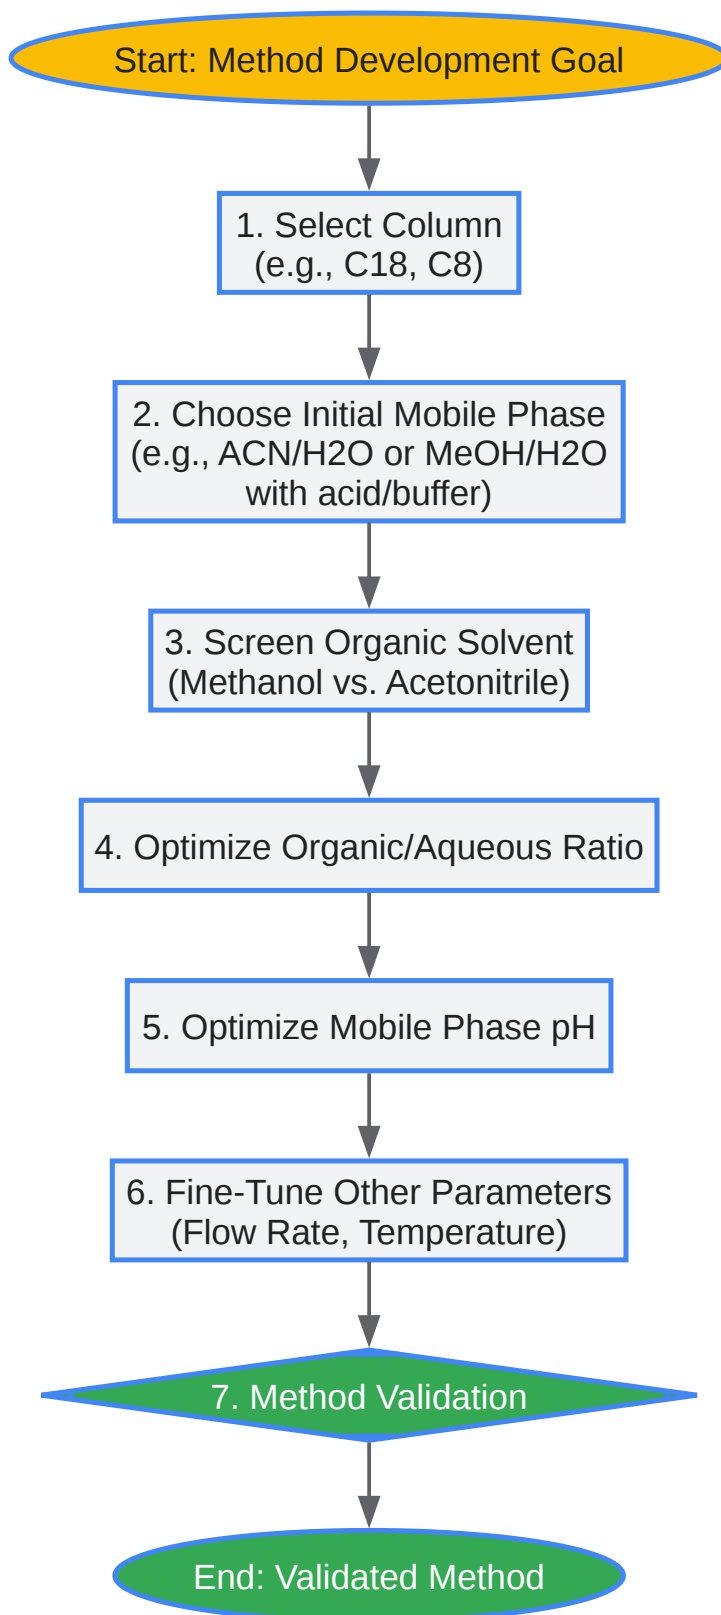 Start: Method Development Goal
1. Select Column
(e.g., C18, C8)
2. Choose Initial Mobile Phase
(e.g., ACN/H2O or MeOH/H2O
with acid/buffer)
3. Screen Organic Solvent
(Methanol vs. Acetonitrile)
4. Optimize Organic/Aqueous Ratio
5. Optimize Mobile Phase pH
6. Fine-Tune Other Parameters
(Flow Rate, Temperature)
7. Method Validation
End: Validated Method